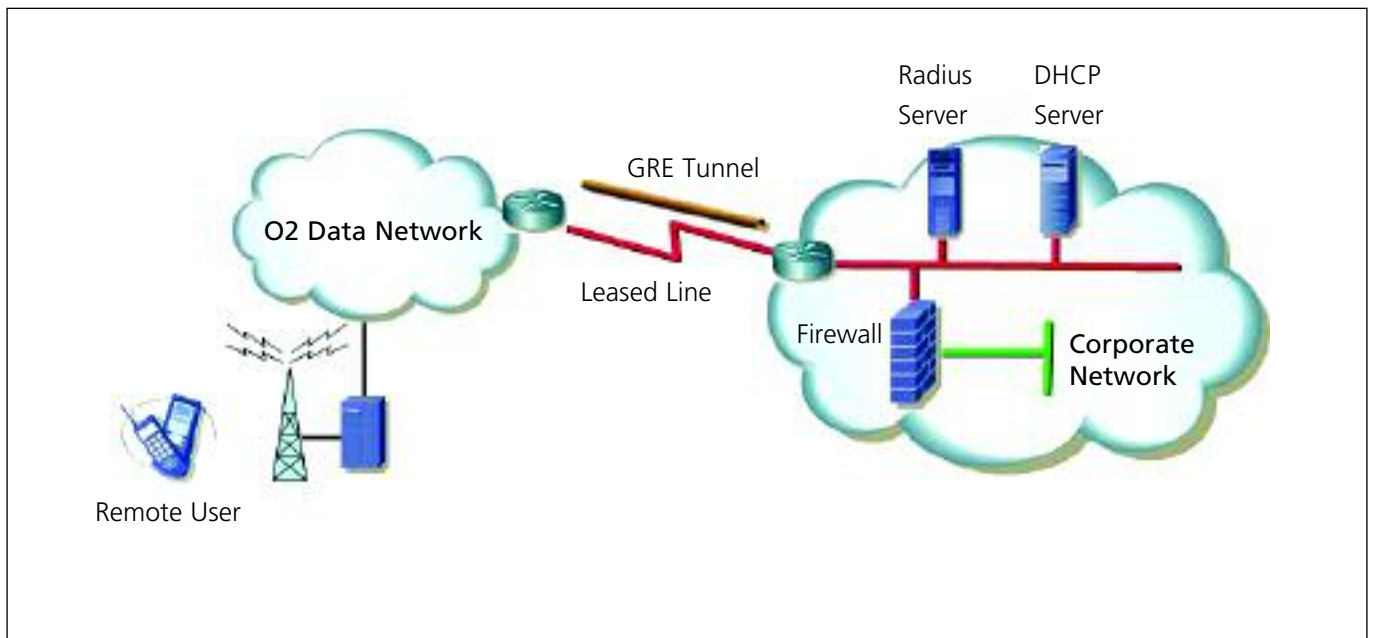 Radius
Server
DHCP
Server
GRE Tunnel
O2 Data Network
Leased Line
Firewall
Corporate
Network
Remote User